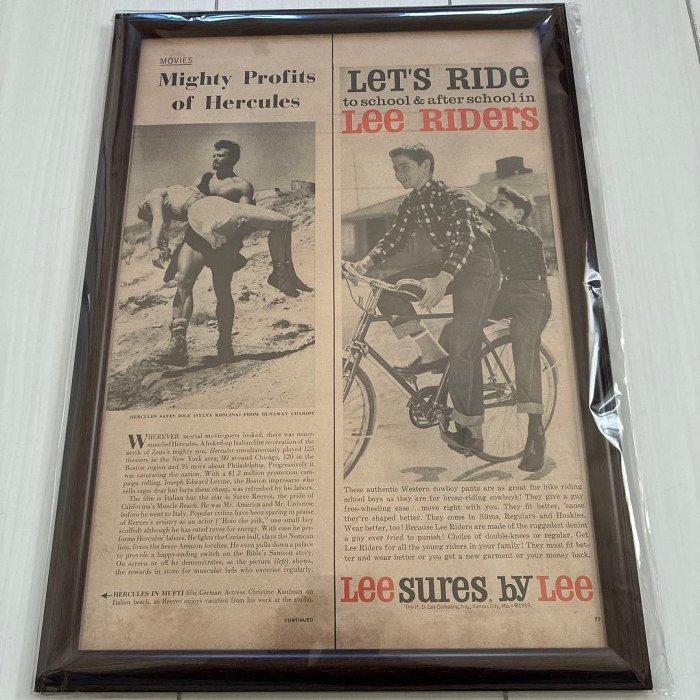 MOVIES
Mighty Profits
of Hercules
HERCULES SAVES IOLE (SYLVA KOSCINA) FROM RUNAWAY CHARIOT
WHEREVER mortal movie-goers looked, there was many-
muscled Hercules. A hoked-up Italian film re-creation of the
myth of Zeus's mighty son, Hercules simultaneously played 125
theaters in the New York area, 80 around Chicago, 120 in the
Boston region and 95 more about Philadelphia. Progressively it
was saturating the nation. With a $1.2 million promotion cam-
paign riding, Joseph Edward Levine, the Boston impresario who
sells sagas dear but buys them cheap, was refreshed by his labors.
The film is Italian but the star is Steve Reeves, the pride of
California's Muscle Beach. He was Mr. America and Mr. Universe
before he went to Italy. Popular critics have been sparing in praise
of Reeves's artistry as an actor ("Hoic the puik," one small boy
scoffed) although he has rated raves for energy. With ease he per-
forms Hercules' labors. He fights the Cretan bull, slays the Nemean
lion, foxes the fierce Amazon lovelies. He even pulls down a palace
to provide a happy-ending switch on the Bible's Samson story.
On screen or off he demonstrates, as the picture (left) shows,
the rewards in store for muscular lads who exercise regularly.
HERCULES IN MUFTI lifts German Actress Christine Kaufman on
Italian beach, as Reeves enjoys vacation from his work at the studio.
CONTINUED
LET'S RIDE
to school & after school in
Lee RIDERS
These authentic Western cowboy pants are as great for bike riding
school boys as they are for bronc-riding cowboys! They give a guy
free-wheeling ease...move right with you. They fit better, 'cause
they're shaped better. They come in Slims, Regulars and Huskies.
Wear better, too! Because Lee Riders are made of the ruggedest denim
a guy ever tried to punish! Choice of double-knees or regular. Get
Lee Riders for all the young riders in your family! They must fit bet-
ter and wear better or you get a new garment or your money back.
Lee sures by Lee
The H. D. Lee Company, Inc., Kansas City, Mo.—©1959.
77